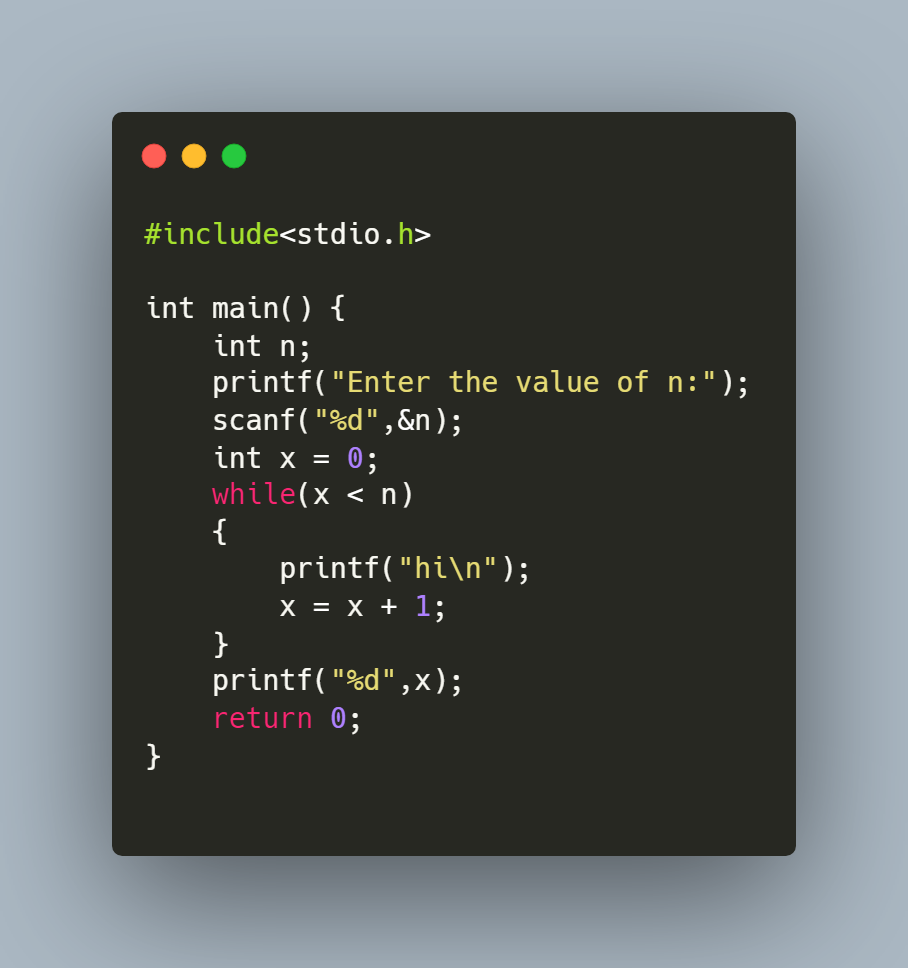 #include<stdio.h>

int main() {
    int n;
    printf("Enter the value of n:");
    scanf("%d",&n);
    int x = 0;
    while(x < n)
    {
        printf("hi\n");
        x = x + 1;
    }
    printf("%d",x);
    return 0;
}